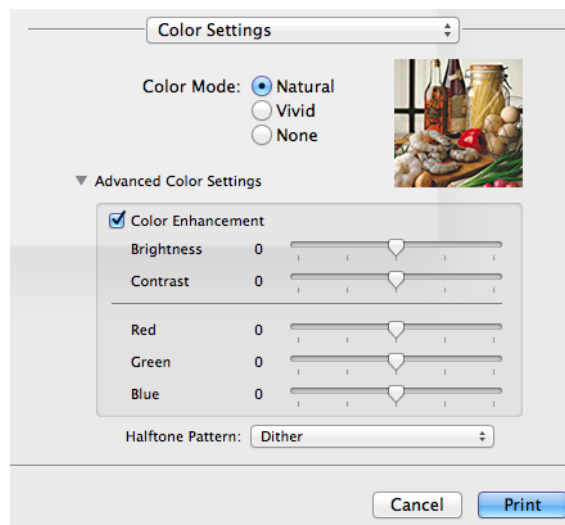 Color Settings
Color Mode: Natural
Vivid
None
Advanced Color Settings
Color Enhancement
Brightness 0
Contrast 0
Red 0
Green 0
Blue 0
Halftone Pattern: Dither
Cancel Print